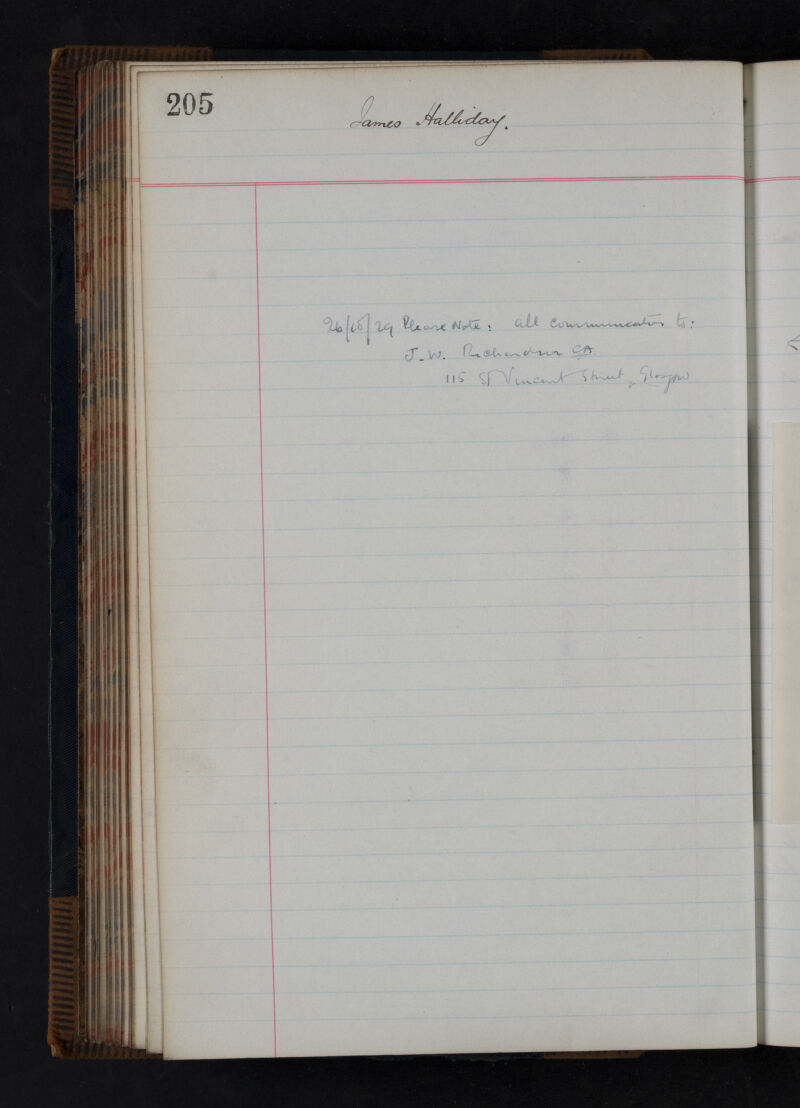 205
James Halliday.
26/10/29 Please Note: all communication to:
J. W. Richardson CA
115 St Vincent Street, Glasgow